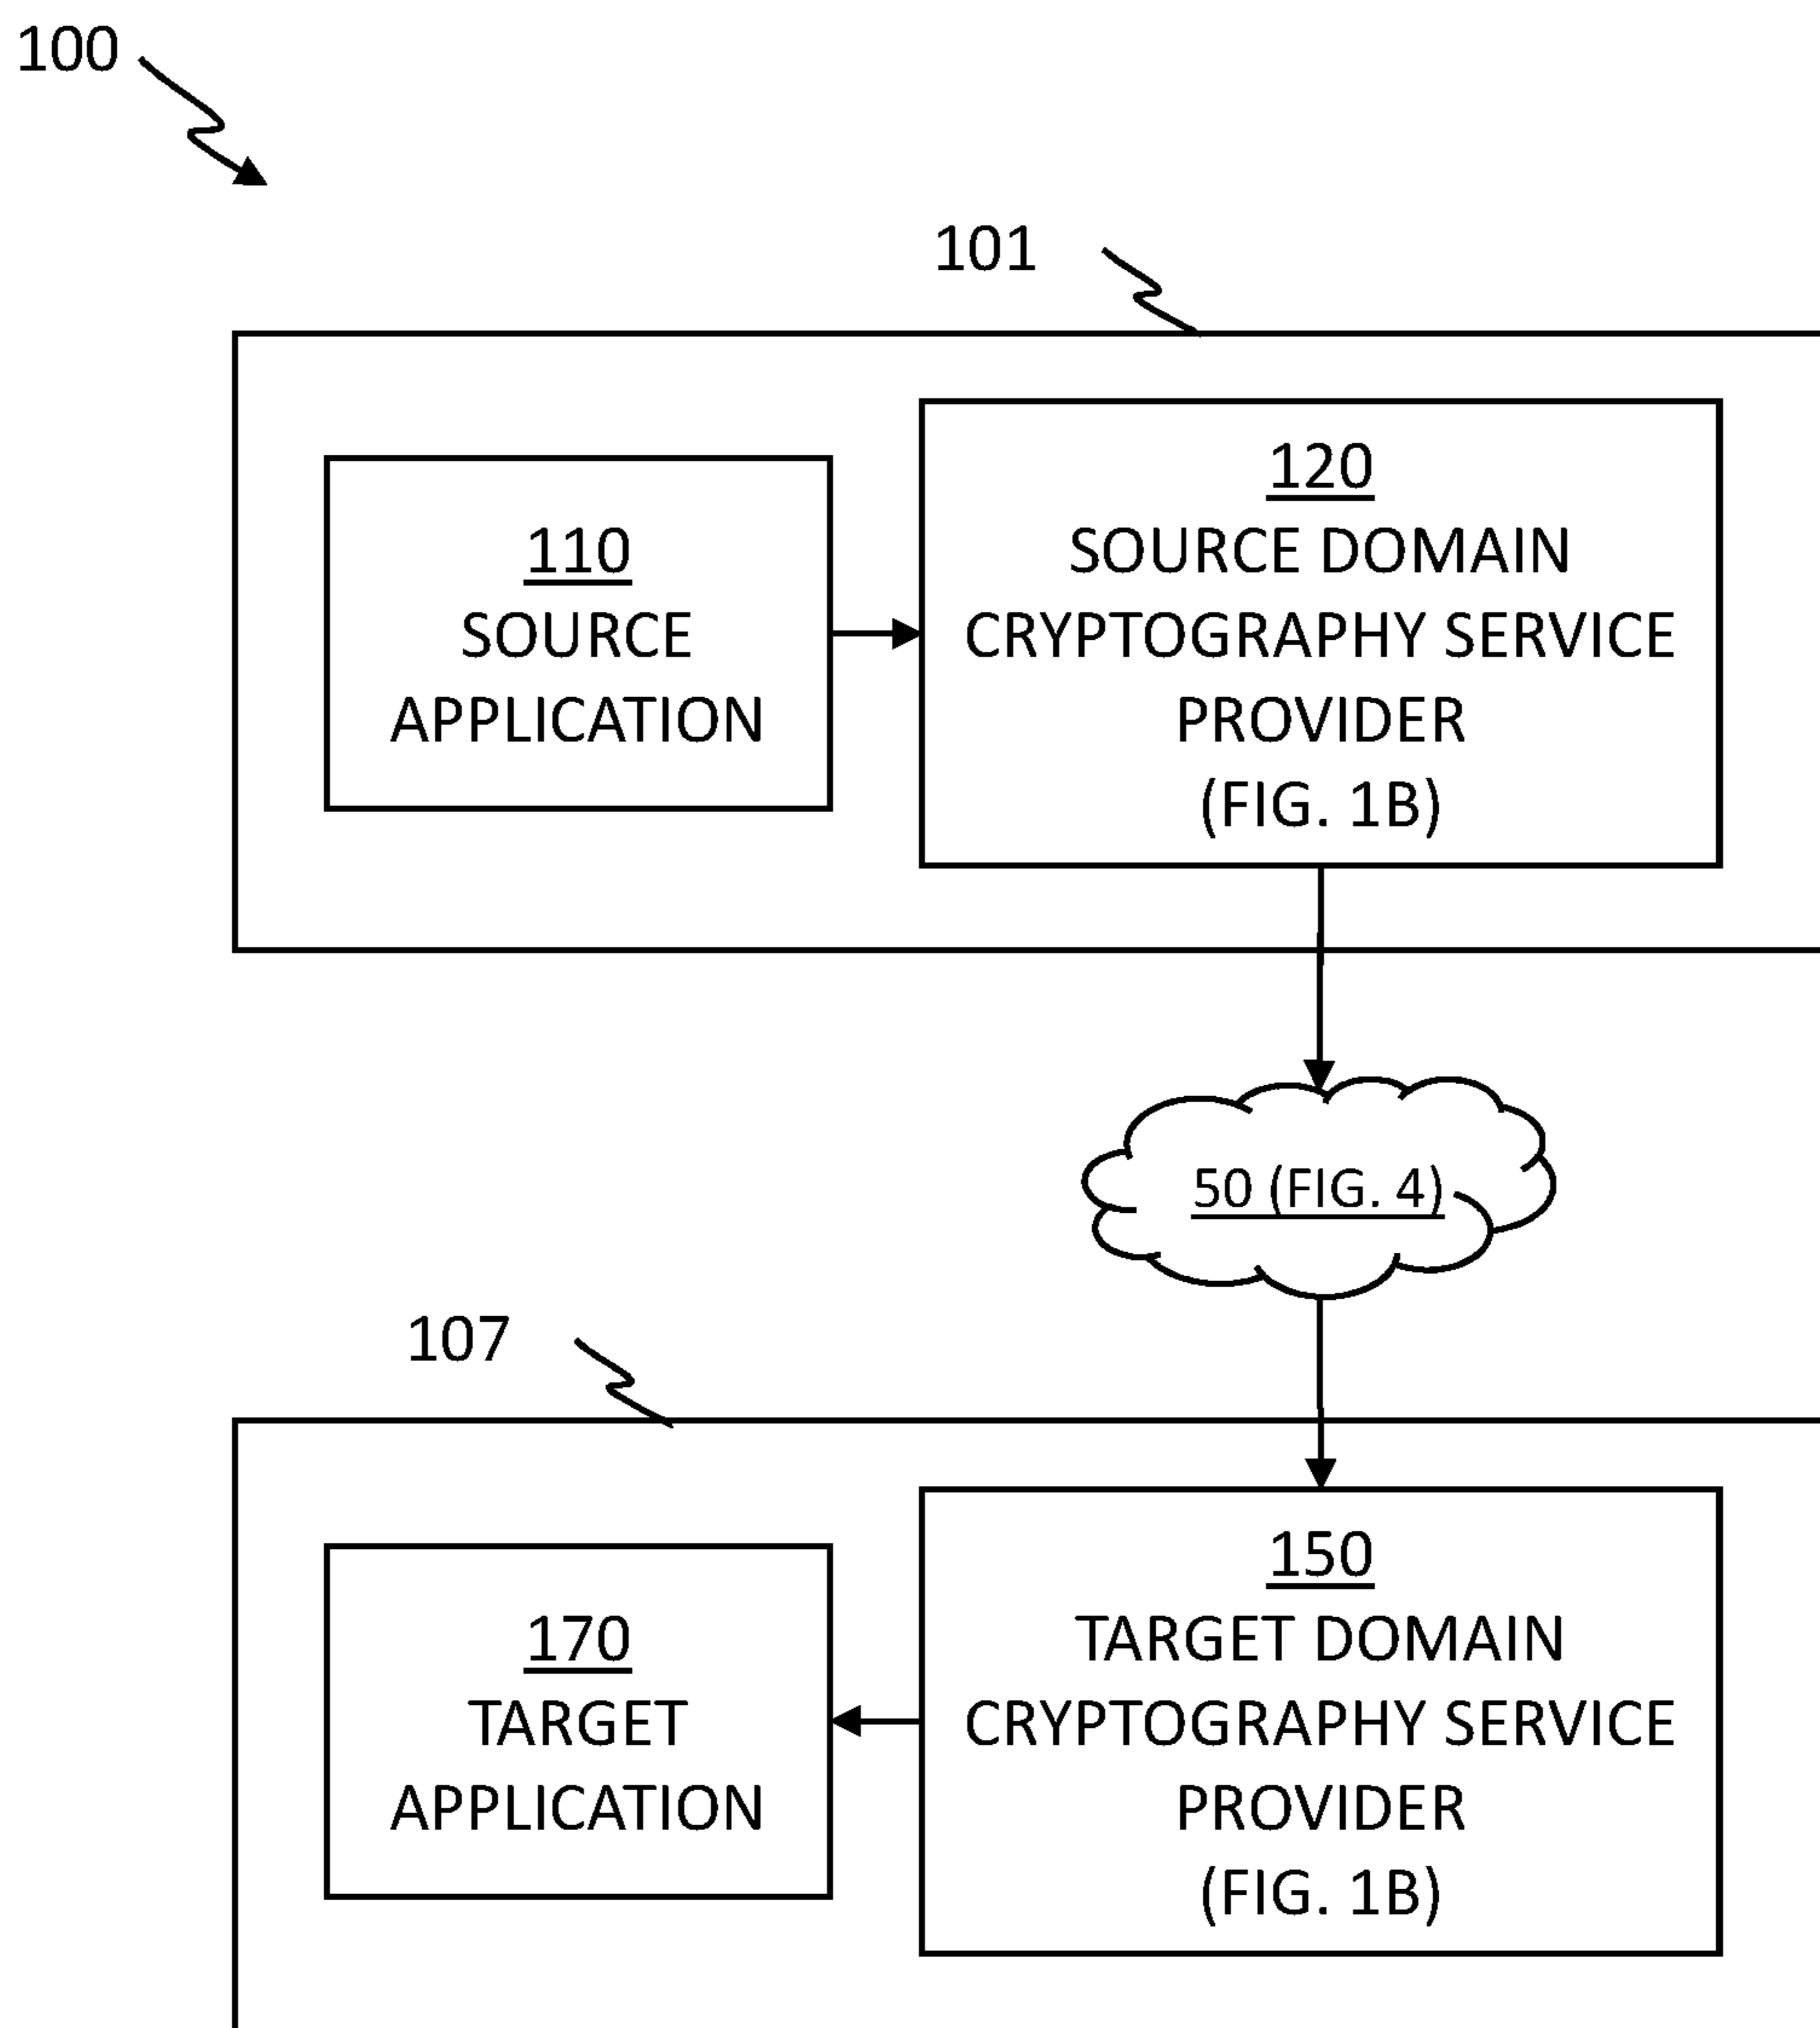 100
101
110
SOURCE
APPLICATION
120
SOURCE DOMAIN
CRYPTOGRAPHY SERVICE
PROVIDER
(FIG. 1B)
50 (FIG. 4)
107
170
TARGET
APPLICATION
150
TARGET DOMAIN
CRYPTOGRAPHY SERVICE
PROVIDER
(FIG. 1B)